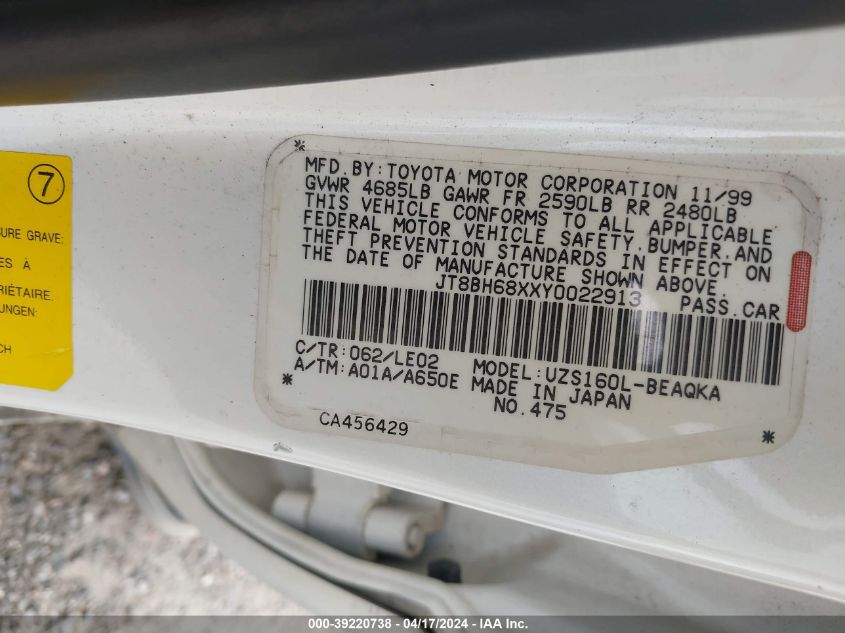 7
SURE GRAVE:
ES À
RIÉTAIRE.
UNGEN:
CH
MFD.BY:TOYOTA MOTOR CORPORATION 11/99
GVWR 4685LB GAWR FR 2590LB RR 2480LB
THIS VEHICLE CONFORMS TO ALL APPLICABLE
FEDERAL MOTOR VEHICLE SAFETY,BUMPER,AND
THEFT PREVENTION STANDARDS IN EFFECT ON
THE DATE OF MANUFACTURE SHOWN ABOVE.
JT8BH68XXY0022913 PASS.CAR
C/TR:062/LE02 MODEL:UZS160L-BEAQKA
A/TM:A01A/A650E MADE IN JAPAN
NO.475
CA456429
000-39220738 - 04/17/2024 - IAA Inc.